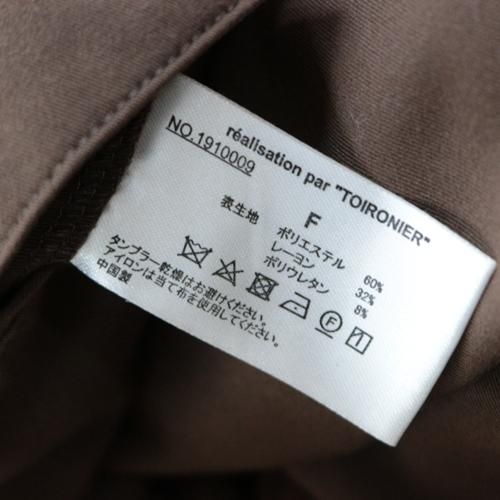 réalisation par "TOIRONIER"
NO.1910009
F
表生地 ポリエステル 60%
レーヨン 32%
ポリウレタン 8%
F
タンブラー乾燥はお避けください。
アイロンは当て布を使用してください。
中国製